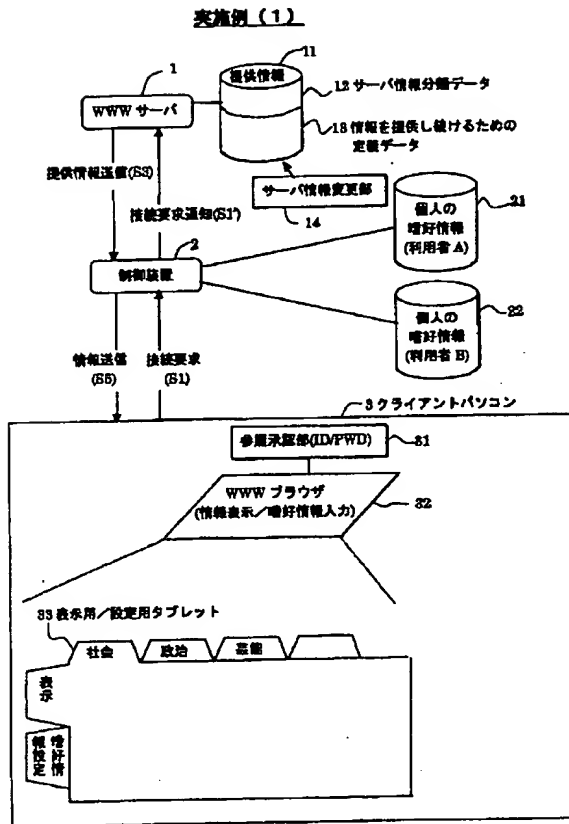 実施例(1)
11
1
提供情報
12 サーバ情報分類データ
WWW サーバ
13 情報を提供し続けるための
定義データ
提供情報送信(S3)
サーバ情報変更部
接続要求通知(S1')
14
21
個人の
嗜好情報
(利用者 A)
2
制御装置
22
個人の
嗜好情報
(利用者 B)
情報送信
(S5)
接続要求
(S1)
3クライアントパソコン
参照承認部(ID/PWD)
31
WWW ブラウザ
(情報表示/嗜好情報入力)
32
33 表示用/設定用タブレット
社会
政治
芸能
表示
嗜好情
報設定